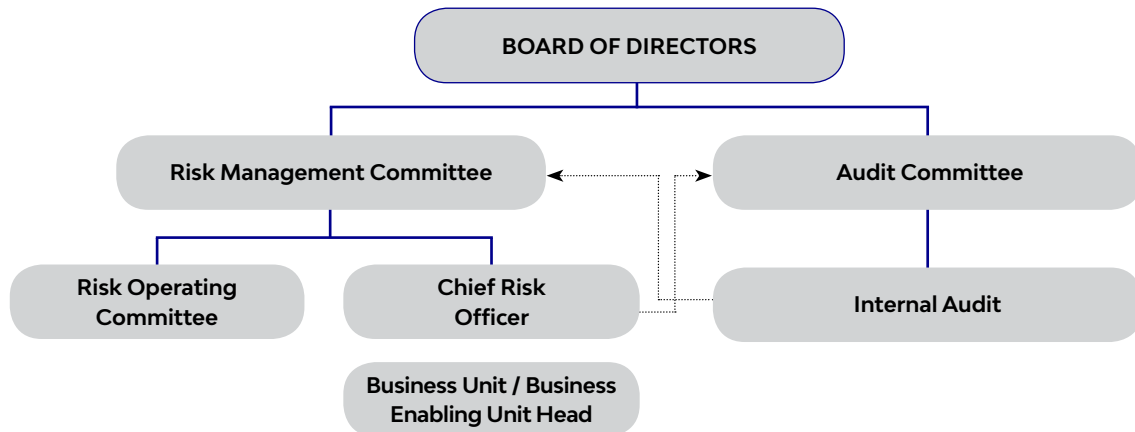 BOARD OF DIRECTORS
Risk Management Committee
Audit Committee
Risk Operating
Committee
Chief Risk
Officer
Internal Audit
Business Unit / Business
Enabling Unit Head